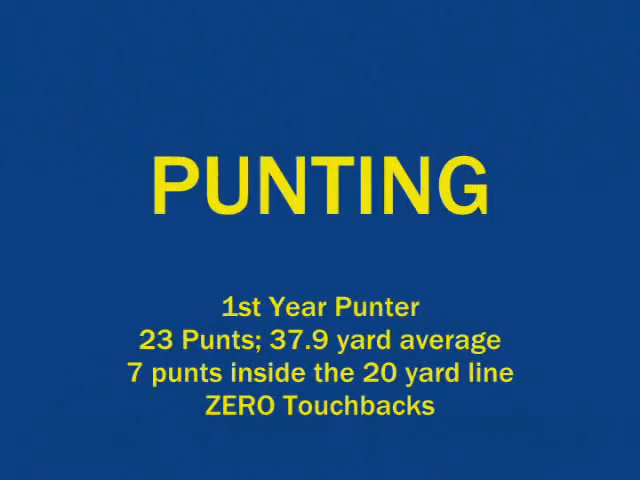 PUNTING
1st Year Punter
23 Punts; 37.9 yard average
7 punts inside the 20 yard line
ZERO Touchbacks